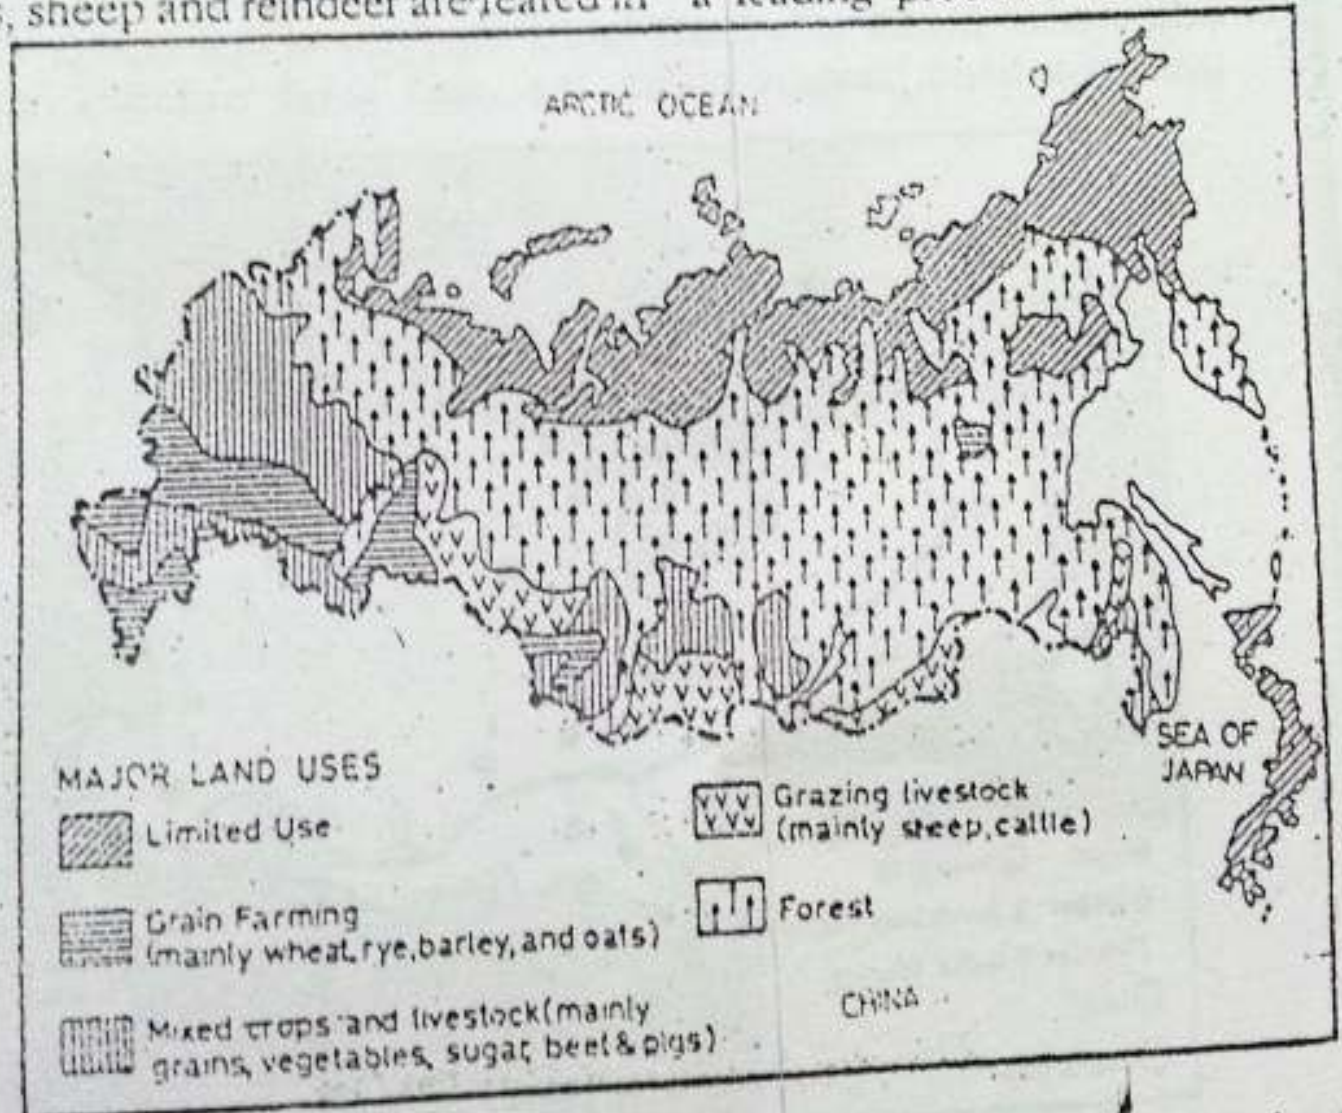 sheep and reindeer are reared in a leading
ARCTIC OCEAN
SEA OF
JAPAN
MAJOR LAND USES
Limited Use
Grain Farming
(mainly wheat, rye, barley, and oats)
Mixed crops and livestock (mainly
grains, vegetables, sugar, beet & pigs)
Grazing livestock
(mainly sheep, cattle)
Forest
CHINA